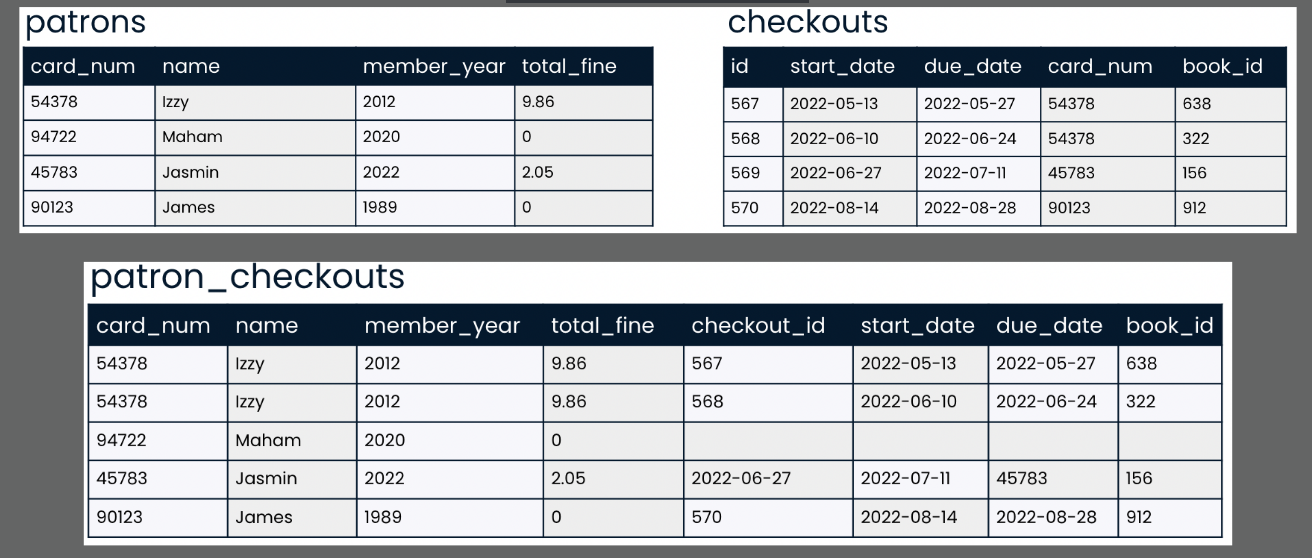 patrons
card_num name member_year total_fine
54378 Izzy 2012 9.86
94722 Maham 2020 0
45783 Jasmin 2022 2.05
90123 James 1989 0
checkouts
id start_date due_date card_num book_id
567 2022-05-13 2022-05-27 54378 638
568 2022-06-10 2022-06-24 54378 322
569 2022-06-27 2022-07-11 45783 156
570 2022-08-14 2022-08-28 90123 912
patron_checkouts
card_num name member_year total_fine checkout_id start_date due_date book_id
54378 Izzy 2012 9.86 567 2022-05-13 2022-05-27 638
54378 Izzy 2012 9.86 568 2022-06-10 2022-06-24 322
94722 Maham 2020 0
45783 Jasmin 2022 2.05 2022-06-27 2022-07-11 45783 156
90123 James 1989 0 570 2022-08-14 2022-08-28 912